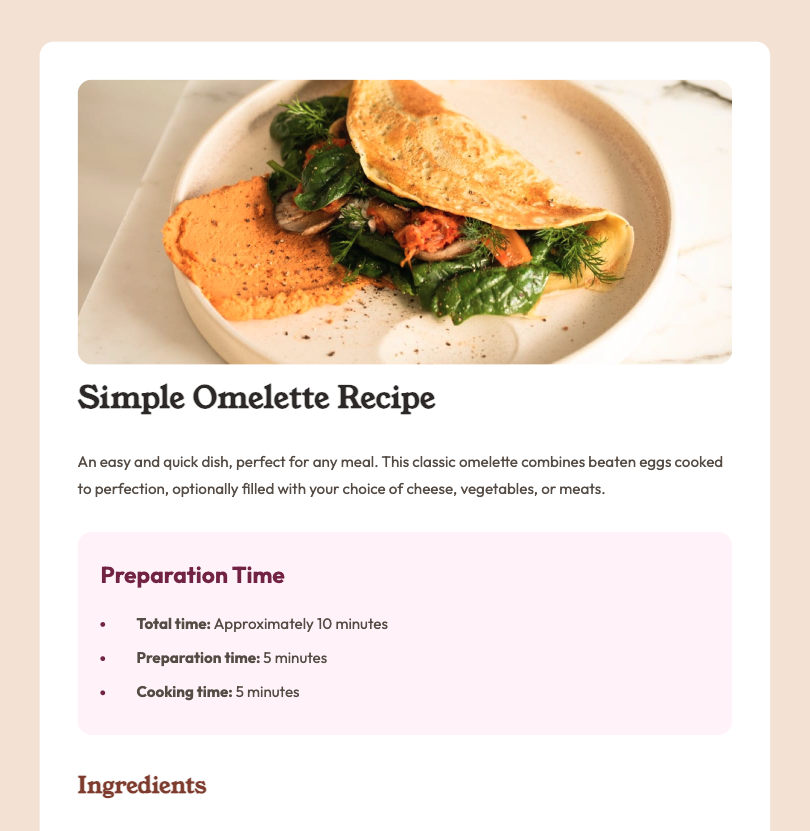 Simple Omelette Recipe
An easy and quick dish, perfect for any meal. This classic omelette combines beaten eggs cooked
to perfection, optionally filled with your choice of cheese, vegetables, or meats.
Preparation Time
• Total time: Approximately 10 minutes
• Preparation time: 5 minutes
• Cooking time: 5 minutes
Ingredients